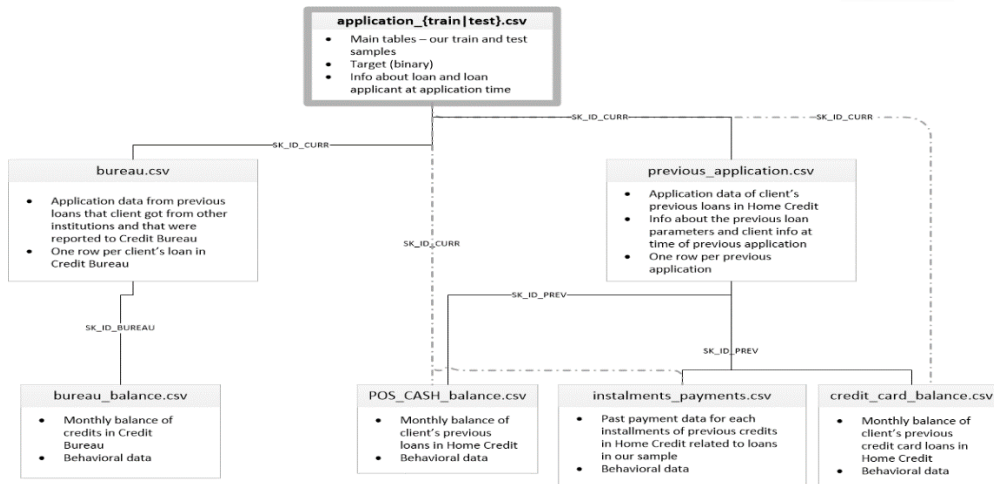 application_{train|test}.csv
• Main tables – our train and test
samples
• Target (binary)
• Info about loan and loan
applicant at application time
SK_ID_CURR
SK_ID_CURR
SK_ID_CURR
bureau.csv
• Application data from previous
loans that client got from other
institutions and that were
reported to Credit Bureau
• One row per client's loan in
Credit Bureau
SK_ID_CURR
previous_application.csv
• Application data of client's
previous loans in Home Credit
• Info about the previous loan
parameters and client info at
time of previous application
• One row per previous
application
SK_ID_PREV
SK_ID_BUREAU
SK_ID_PREV
bureau_balance.csv
• Monthly balance of
credits in Credit
Bureau
• Behavioral data
POS_CASH_balance.csv
• Monthly balance of
client's previous
loans in Home Credit
• Behavioral data
instalments_payments.csv
• Past payment data for each
installments of previous credits
in Home Credit related to loans
in our sample
• Behavioral data
credit_card_balance.csv
• Monthly balance of
client's previous
credit card loans in
Home Credit
• Behavioral data